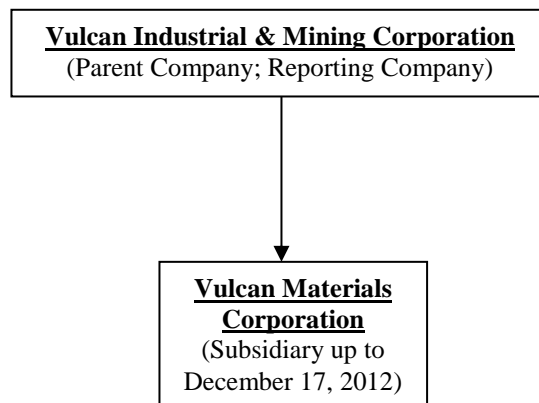 Vulcan Industrial & Mining Corporation
(Parent Company; Reporting Company)
Vulcan Materials
Corporation
(Subsidiary up to
December 17, 2012)